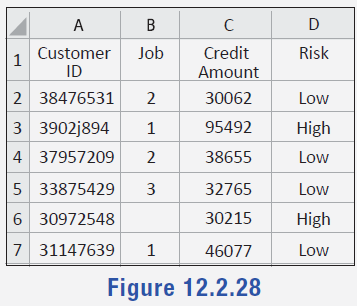 A B C D
1 Customer ID Job Credit Amount Risk
2 38476531 2 30062 Low
3 3902j894 1 95492 High
4 37957209 2 38655 Low
5 33875429 3 32765 Low
6 30972548 30215 High
7 31147639 1 46077 Low
Figure 12.2.28